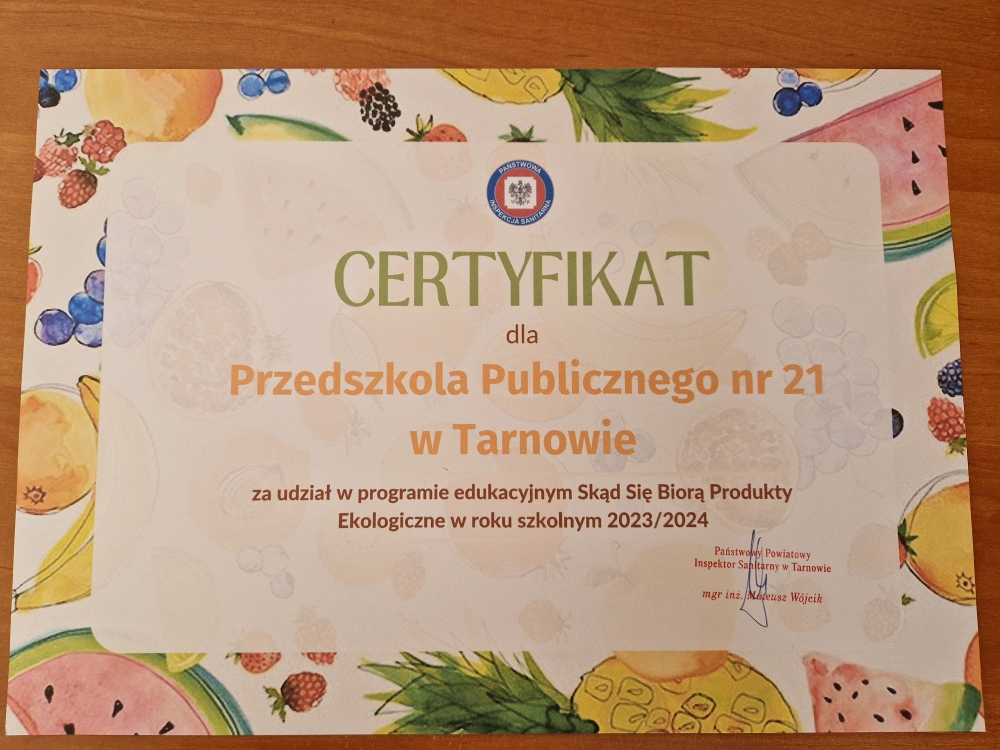 PAŃSTWOWA
INSPEKCJA SANITARNA
CERTYFIKAT
dla
Przedszkola Publicznego nr 21
w Tarnowie
za udział w programie edukacyjnym Skąd Się Biorą Produkty
Ekologiczne w roku szkolnym 2023/2024
Państwowy Powiatowy
Inspektor Sanitarny w Tarnowie
mgr inż. Mateusz Wójcik